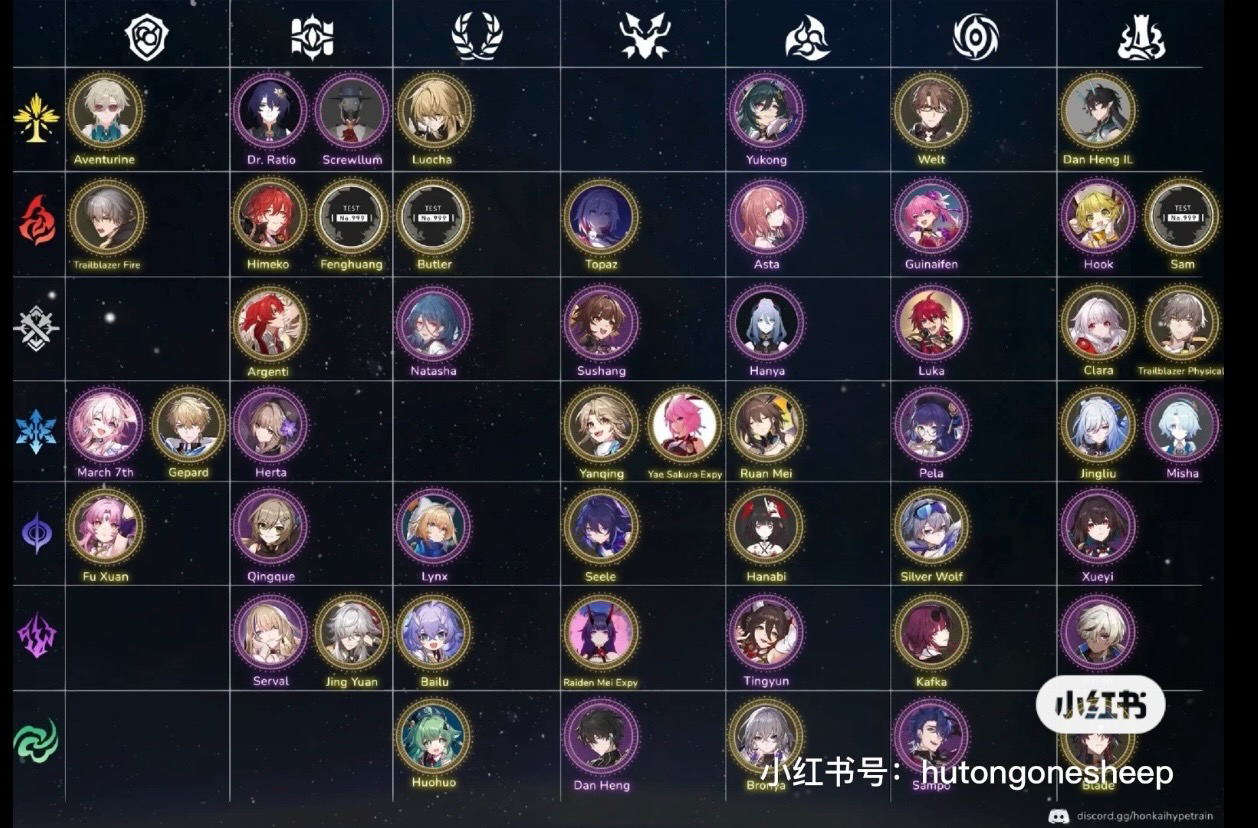 Aventurine
Dr. Ratio
Screwllum
Luocha
Yukong
Welt
Dan Heng IL
TEST
No.999
TEST
No.999
TEST
No.999
Trailblazer Fire
Himeko
Fenghuang
Butler
Topaz
Asta
Guinaifen
Hook
Sam
Argenti
Natasha
Sushang
Hanya
Luka
Clara
Trailblazer Physical
March 7th
Gepard
Herta
Yanqing
Yae Sakura Expy
Ruan Mei
Pela
Jingliu
Misha
Fu Xuan
Qingque
Lynx
Seele
Hanabi
Silver Wolf
Xueyi
Serval
Jing Yuan
Bailu
Raiden Mei Expy
Tingyun
Kafka
小红书
Huohuo
Dan Heng
Bronya
Sampo
Blade
小红书号：hutongonesheep
discord.gg/honkaihypetrain